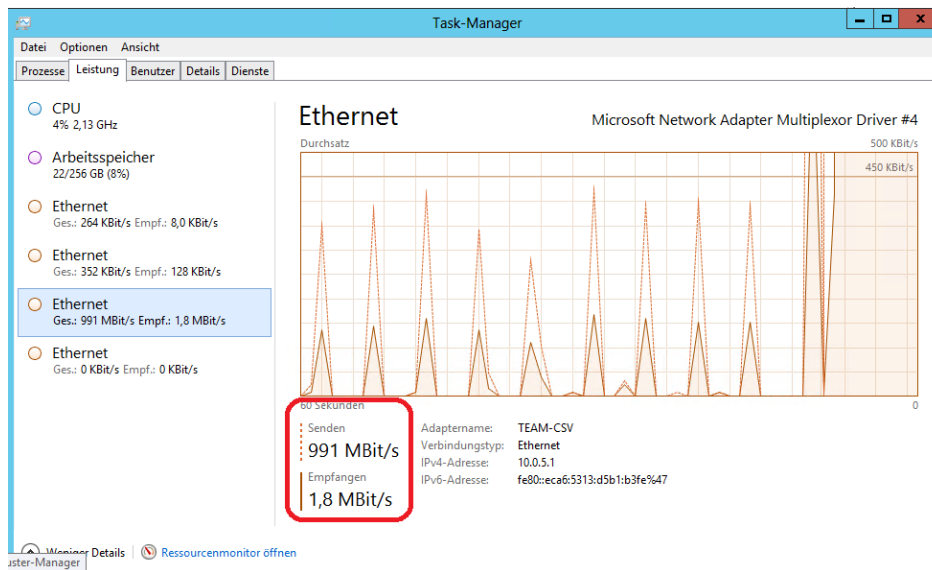 Task-Manager
Datei Optionen Ansicht
Prozesse Leistung Benutzer Details Dienste
CPU
4% 2,13 GHz
Arbeitsspeicher
22/256 GB (8%)
Ethernet
Ges.: 264 KBit/s Empf.: 8,0 KBit/s
Ethernet
Ges.: 352 KBit/s Empf.: 128 KBit/s
Ethernet
Ges.: 991 MBit/s Empf.: 1,8 MBit/s
Ethernet
Ges.: 0 KBit/s Empf.: 0 KBit/s
Ethernet Microsoft Network Adapter Multiplexor Driver #4
Durchsatz 500 KBit/s
450 KBit/s
60 Sekunden 0
Senden
991 MBit/s
Empfangen
1,8 MBit/s
Adaptername: TEAM-CSV
Verbindungstyp: Ethernet
IPv4-Adresse: 10.0.5.1
IPv6-Adresse: fe80::eca6:5313:d5b1:b3fe%47
Weniger Details Ressourcenmonitor öffnen
uster-Manager